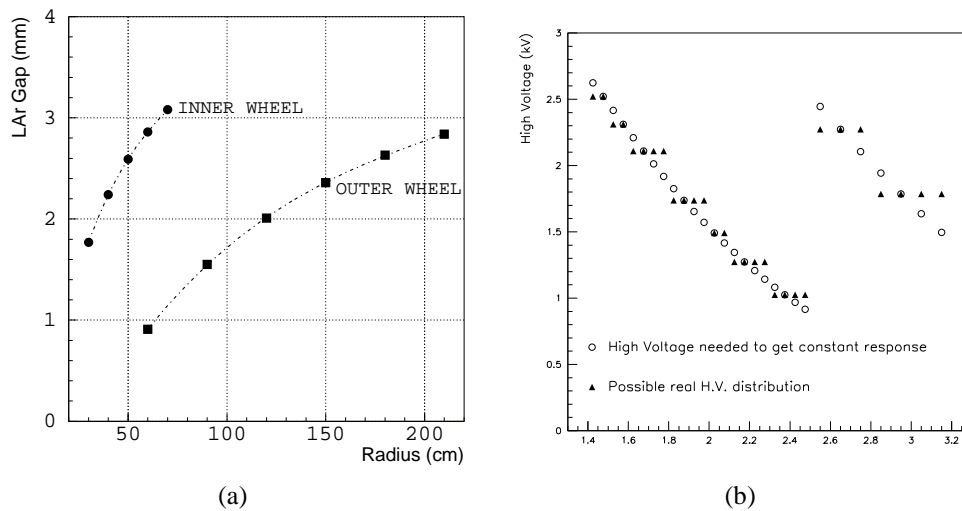 4
3
2
1
0
LAr Gap (mm)
INNER WHEEL
OUTER WHEEL
50
100
150
200
Radius (cm)
(a)
3
2.5
2
1.5
1
0.5
0
High Voltage (kV)
High Voltage needed to get constant response
Possible real H.V. distribution
1.4
1.6
1.8
2
2.2
2.4
2.6
2.8
3
3.2
(b)